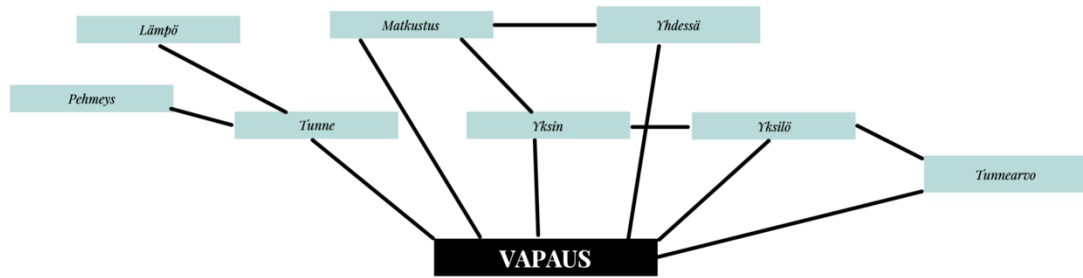 Lämpö
Matkustus
Yhdessä
Pehmeys
Tunne
Yksin
Yksilö
Tunnearvo
VAPAUS